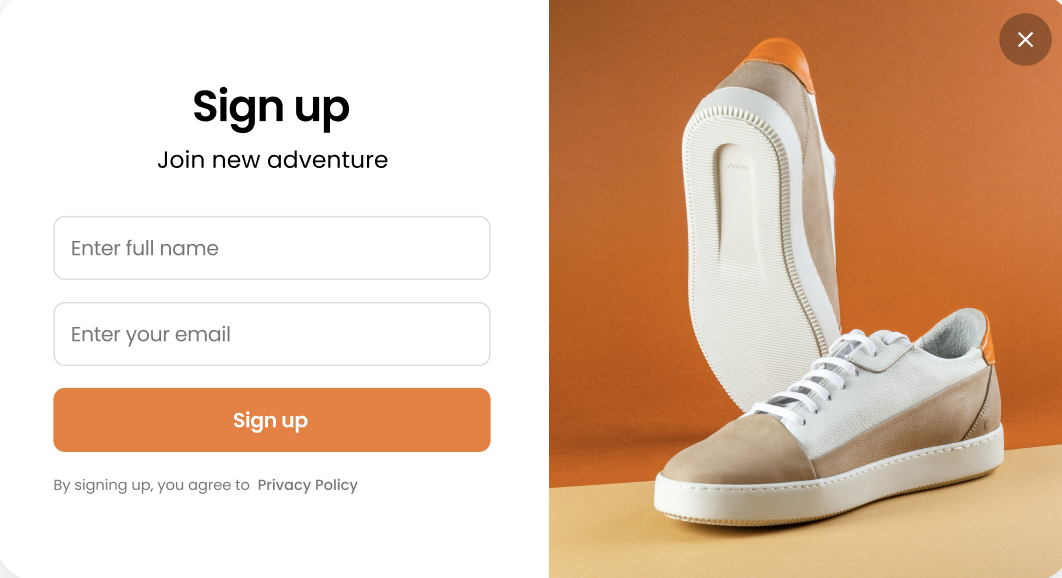 Sign up
Join new adventure
Enter full name
Enter your email
Sign up
By signing up, you agree to Privacy Policy